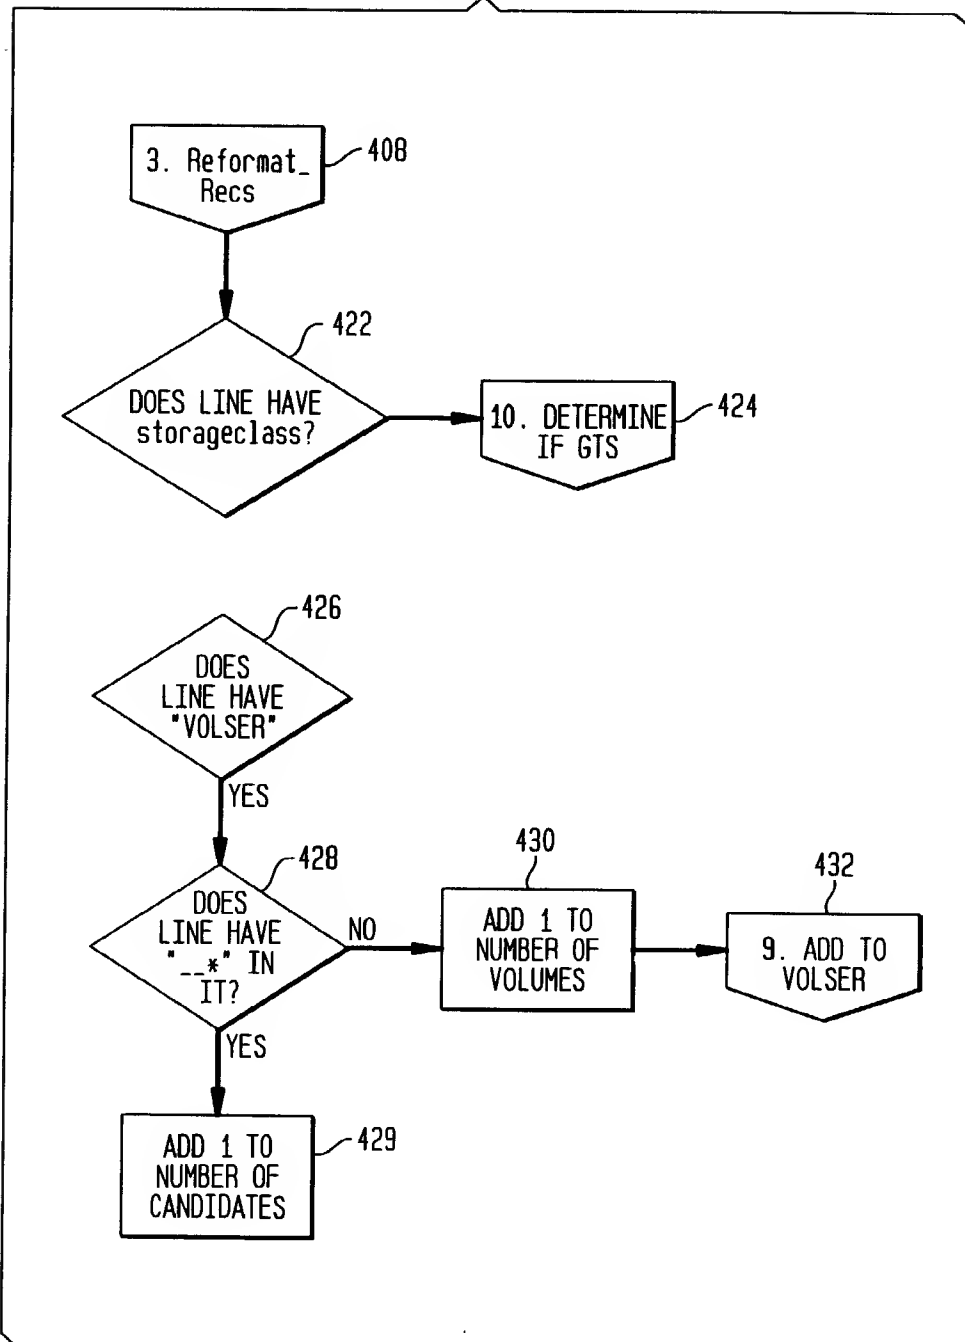 3. Reformat_
Recs
408
422
DOES LINE HAVE
storageclass?
10. DETERMINE
IF GTS
424
426
DOES
LINE HAVE
"VOLSER"
YES
428
DOES
LINE HAVE
"__*" IN
IT?
NO
430
ADD 1 TO
NUMBER OF
VOLUMES
432
9. ADD TO
VOLSER
YES
429
ADD 1 TO
NUMBER OF
CANDIDATES